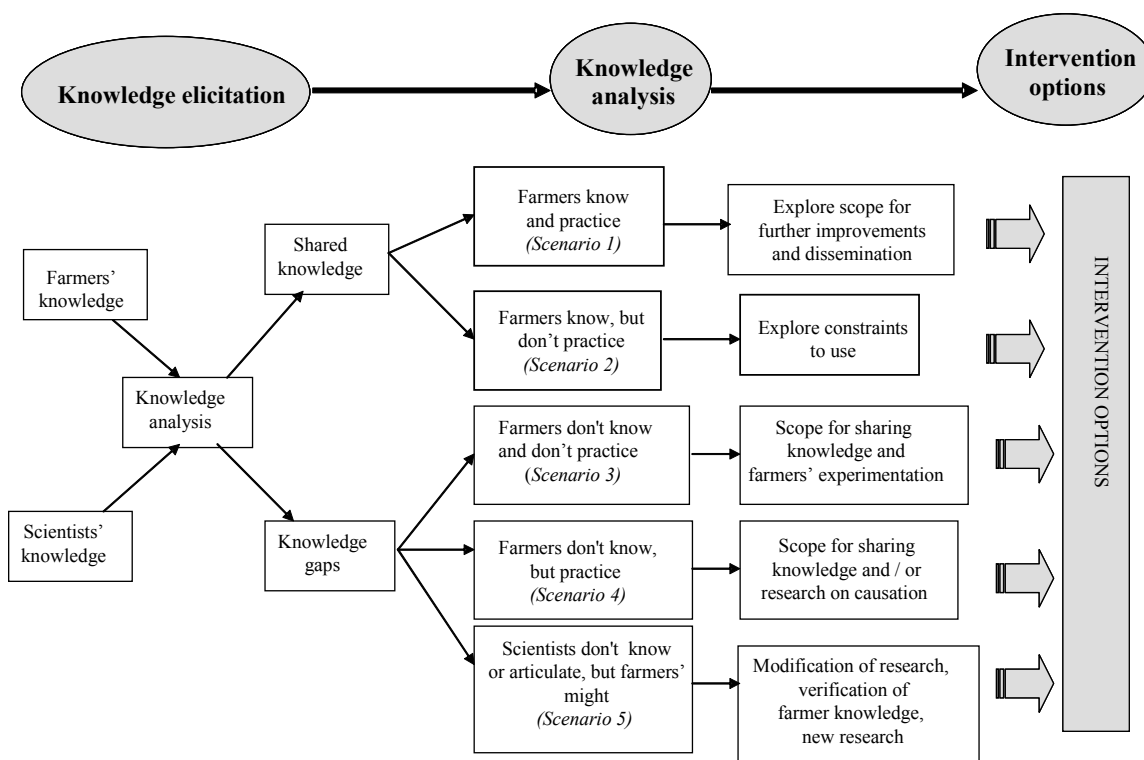 Knowledge elicitation
Knowledge
analysis
Intervention
options
Farmers'
knowledge
Scientists'
knowledge
Knowledge
analysis
Shared
knowledge
Knowledge
gaps
Farmers know
and practice
(Scenario 1)
Explore scope for
further improvements
and dissemination
Farmers know, but
don't practice
(Scenario 2)
Explore constraints
to use
Farmers don't know
and don't practice
(Scenario 3)
Scope for sharing
knowledge and
farmers' experimentation
Farmers don't know,
but practice
(Scenario 4)
Scope for sharing
knowledge and / or
research on causation
Scientists don't know
or articulate, but farmers'
might
(Scenario 5)
Modification of research,
verification of
farmer knowledge,
new research
INTERVENTION OPTIONS